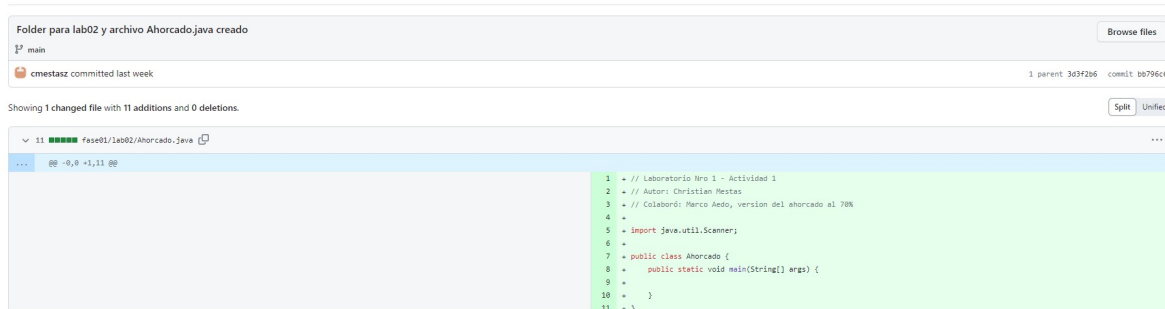 Folder para lab02 y archivo Ahorcado.java creado
Browse files
main
cmestasz committed last week
1 parent 3d3f2b6 commit bb796c
Showing 1 changed file with 11 additions and 0 deletions.
Split Unified
11 fase01/lab02/Ahorcado.java ...
... @@ -0,0 +1,11 @@
1 + // Laboratorio Nro 1 - Actividad 1
2 + // Autor: Christian Mestas
3 + // Colaboró: Marco Aedo, version del ahorcado al 70%
4 +
5 + import java.util.Scanner;
6 +
7 + public class Ahorcado {
8 + public static void main(String[] args) {
9 +
10 + }
11 + }